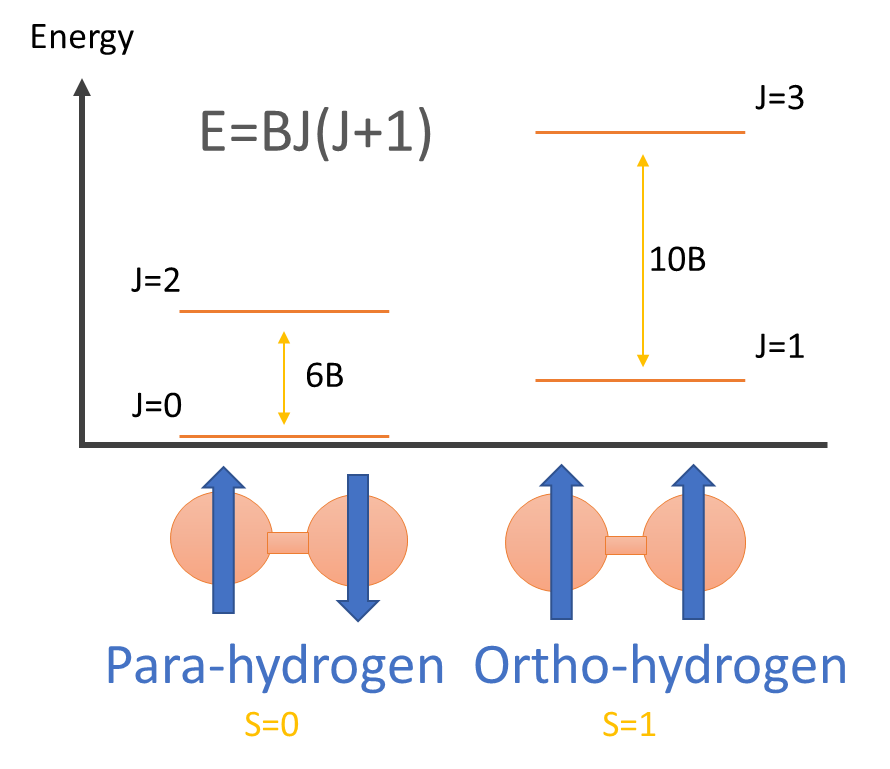 Energy
E=BJ(J+1)
J=3
J=2
10B
J=1
6B
J=0
Para-hydrogen
Ortho-hydrogen
S=0
S=1